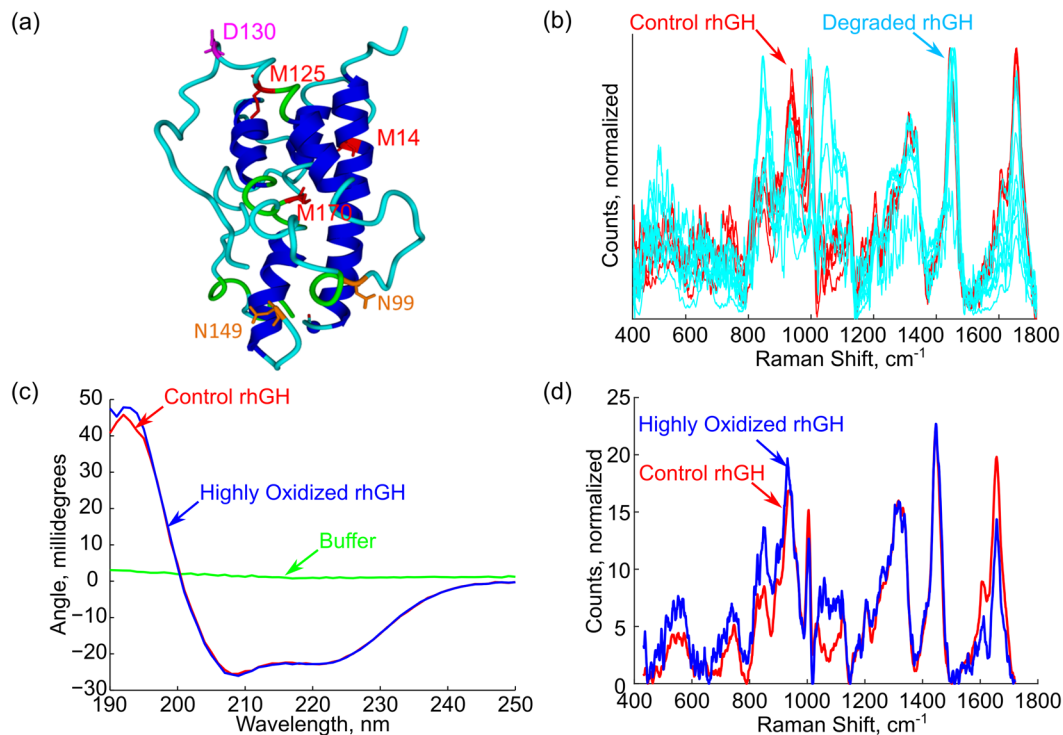 (a)
D130
M125
M14
M170
N99
N149
(b)
Control rhGH
Degraded rhGH
Counts, normalized
400 600 800 1000 1200 1400 1600 1800
Raman Shift, cm-1
(c)
Control rhGH
Highly Oxidized rhGH
Buffer
Angle, millidegrees
50
40
30
20
10
0
−10
−20
−30
190 200 210 220 230 240 250
Wavelength, nm
(d)
Highly Oxidized rhGH
Control rhGH
Counts, normalized
25
20
15
10
5
0
400 600 800 1000 1200 1400 1600 1800
Raman Shift, cm-1